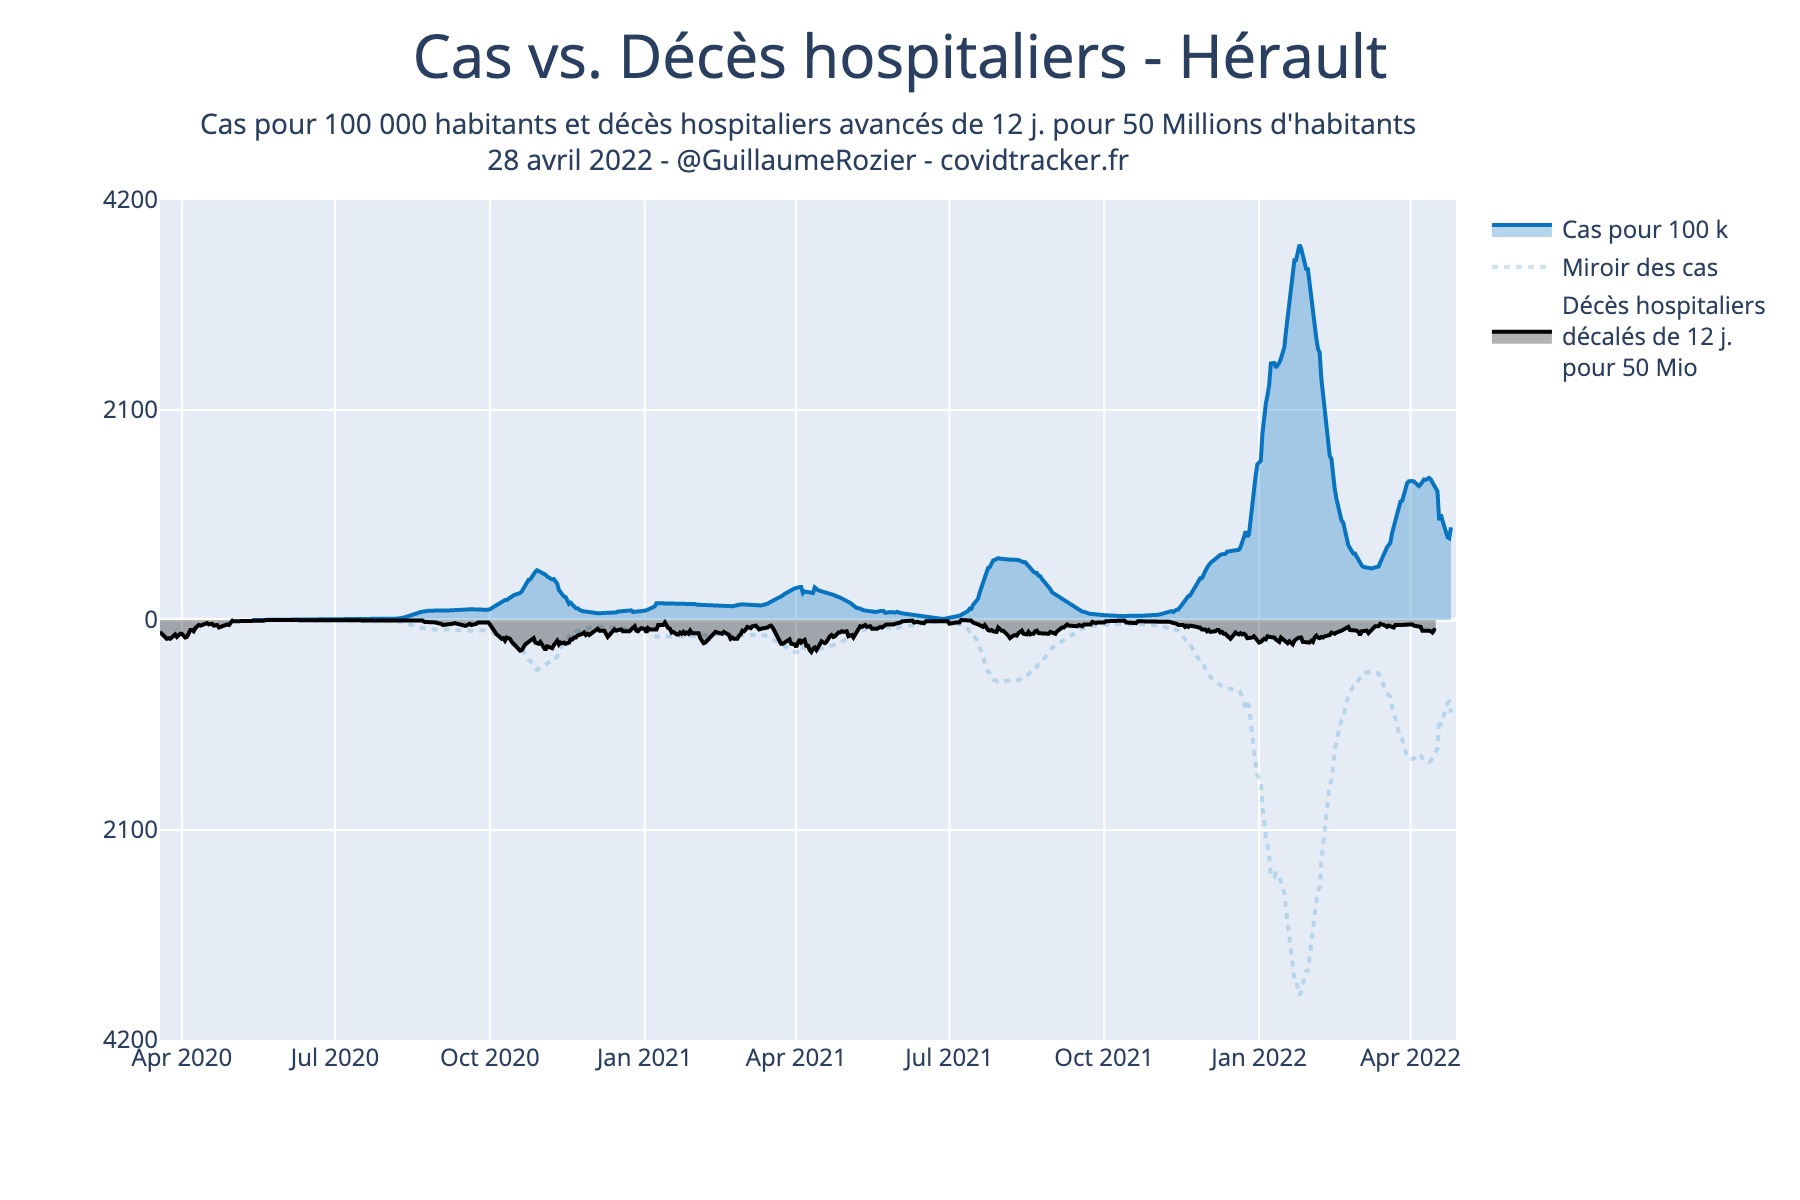 Cas vs. Décès hospitaliers - Hérault
Cas pour 100 000 habitants et décès hospitaliers avancés de 12 j. pour 50 Millions d'habitants
28 avril 2022 - @GuillaumeRozier - covidtracker.fr
4200
2100
0
2100
4200
Apr 2020
Jul 2020
Oct 2020
Jan 2021
Apr 2021
Jul 2021
Oct 2021
Jan 2022
Apr 2022
Cas pour 100 k
Miroir des cas
Décès hospitaliers
décalés de 12 j.
pour 50 Mio